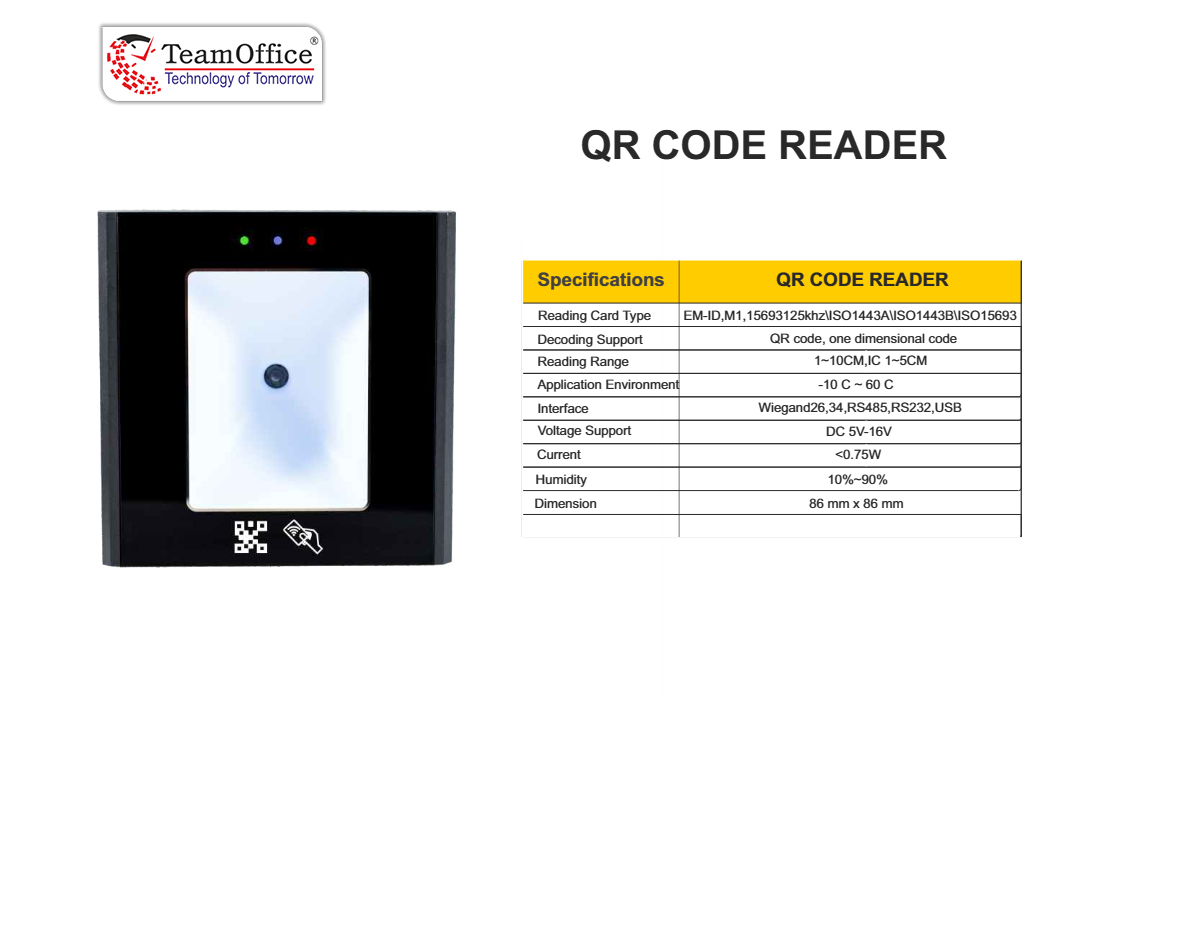 TeamOffice®
Technology of Tomorrow
QR CODE READER
Specifications QR CODE READER
Reading Card Type EM-ID,M1,15693125khz\ISO1443A\ISO1443B\ISO15693
Decoding Support QR code, one dimensional code
Reading Range 1~10CM,IC 1~5CM
Application Environment -10 C ~ 60 C
Interface Wiegand26,34,RS485,RS232,USB
Voltage Support DC 5V-16V
Current <0.75W
Humidity 10%~90%
Dimension 86 mm x 86 mm